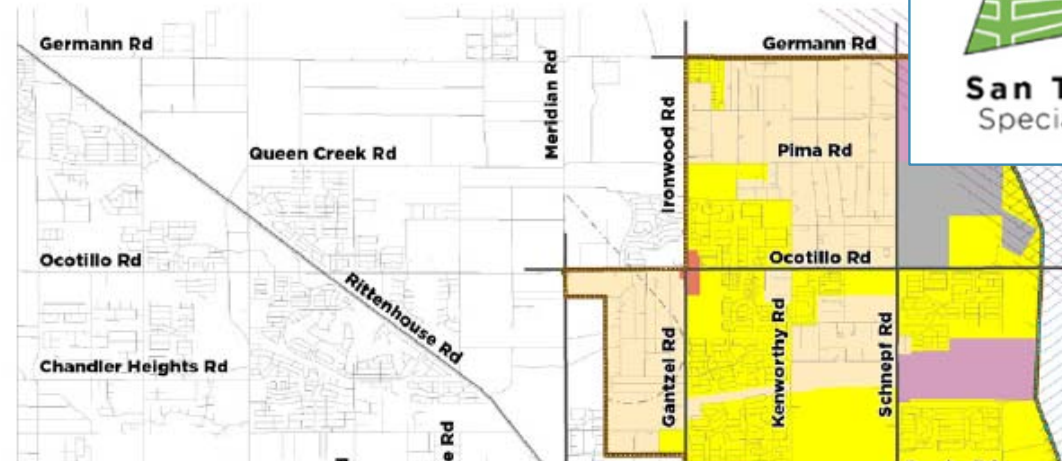 Germann Rd
Germann Rd
San T
Specia
Meridian Rd
Ironwood Rd
Queen Creek Rd
Pima Rd
Ocotillo Rd
Ocotillo Rd
Rittenhouse Rd
Chandler Heights Rd
Gantzel Rd
Kenworthy Rd
Schnepf Rd
e Rd